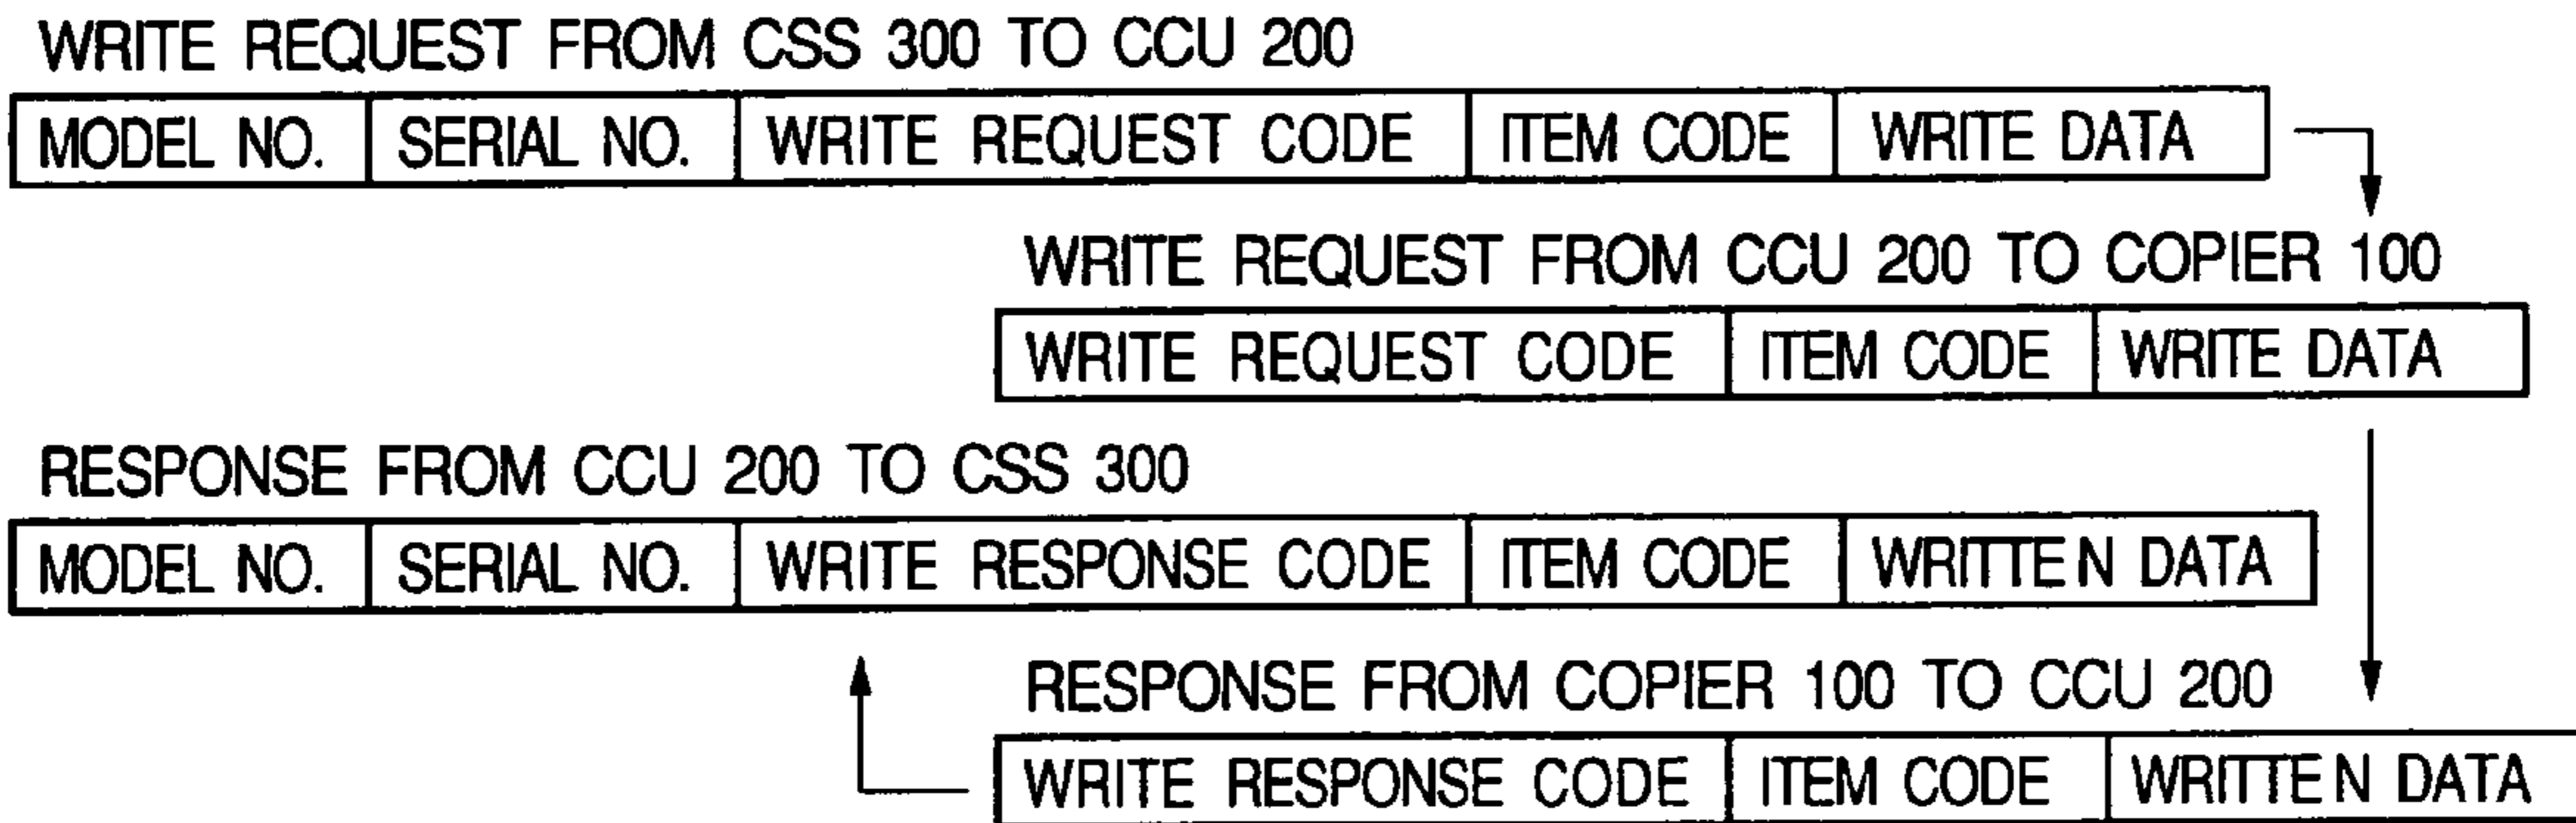 WRITE REQUEST FROM CSS 300 TO CCU 200
MODEL NO. SERIAL NO. WRITE REQUEST CODE ITEM CODE WRITE DATA
WRITE REQUEST FROM CCU 200 TO COPIER 100
WRITE REQUEST CODE ITEM CODE WRITE DATA
RESPONSE FROM CCU 200 TO CSS 300
MODEL NO. SERIAL NO. WRITE RESPONSE CODE ITEM CODE WRITTEN DATA
RESPONSE FROM COPIER 100 TO CCU 200
WRITE RESPONSE CODE ITEM CODE WRITTEN DATA